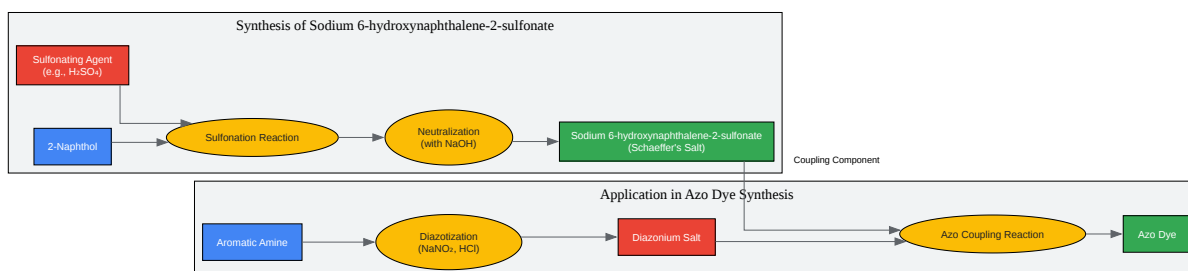 Synthesis of Sodium 6-hydroxynaphthalene-2-sulfonate
Sulfonating Agent
(e.g., H₂SO₄)
2-Naphthol
Sulfonation Reaction
Neutralization
(with NaOH)
Sodium 6-hydroxynaphthalene-2-sulfonate
(Schaeffer's Salt)
Coupling Component
Application in Azo Dye Synthesis
Aromatic Amine
Diazotization
(NaNO₂, HCl)
Diazonium Salt
Azo Coupling Reaction
Azo Dye